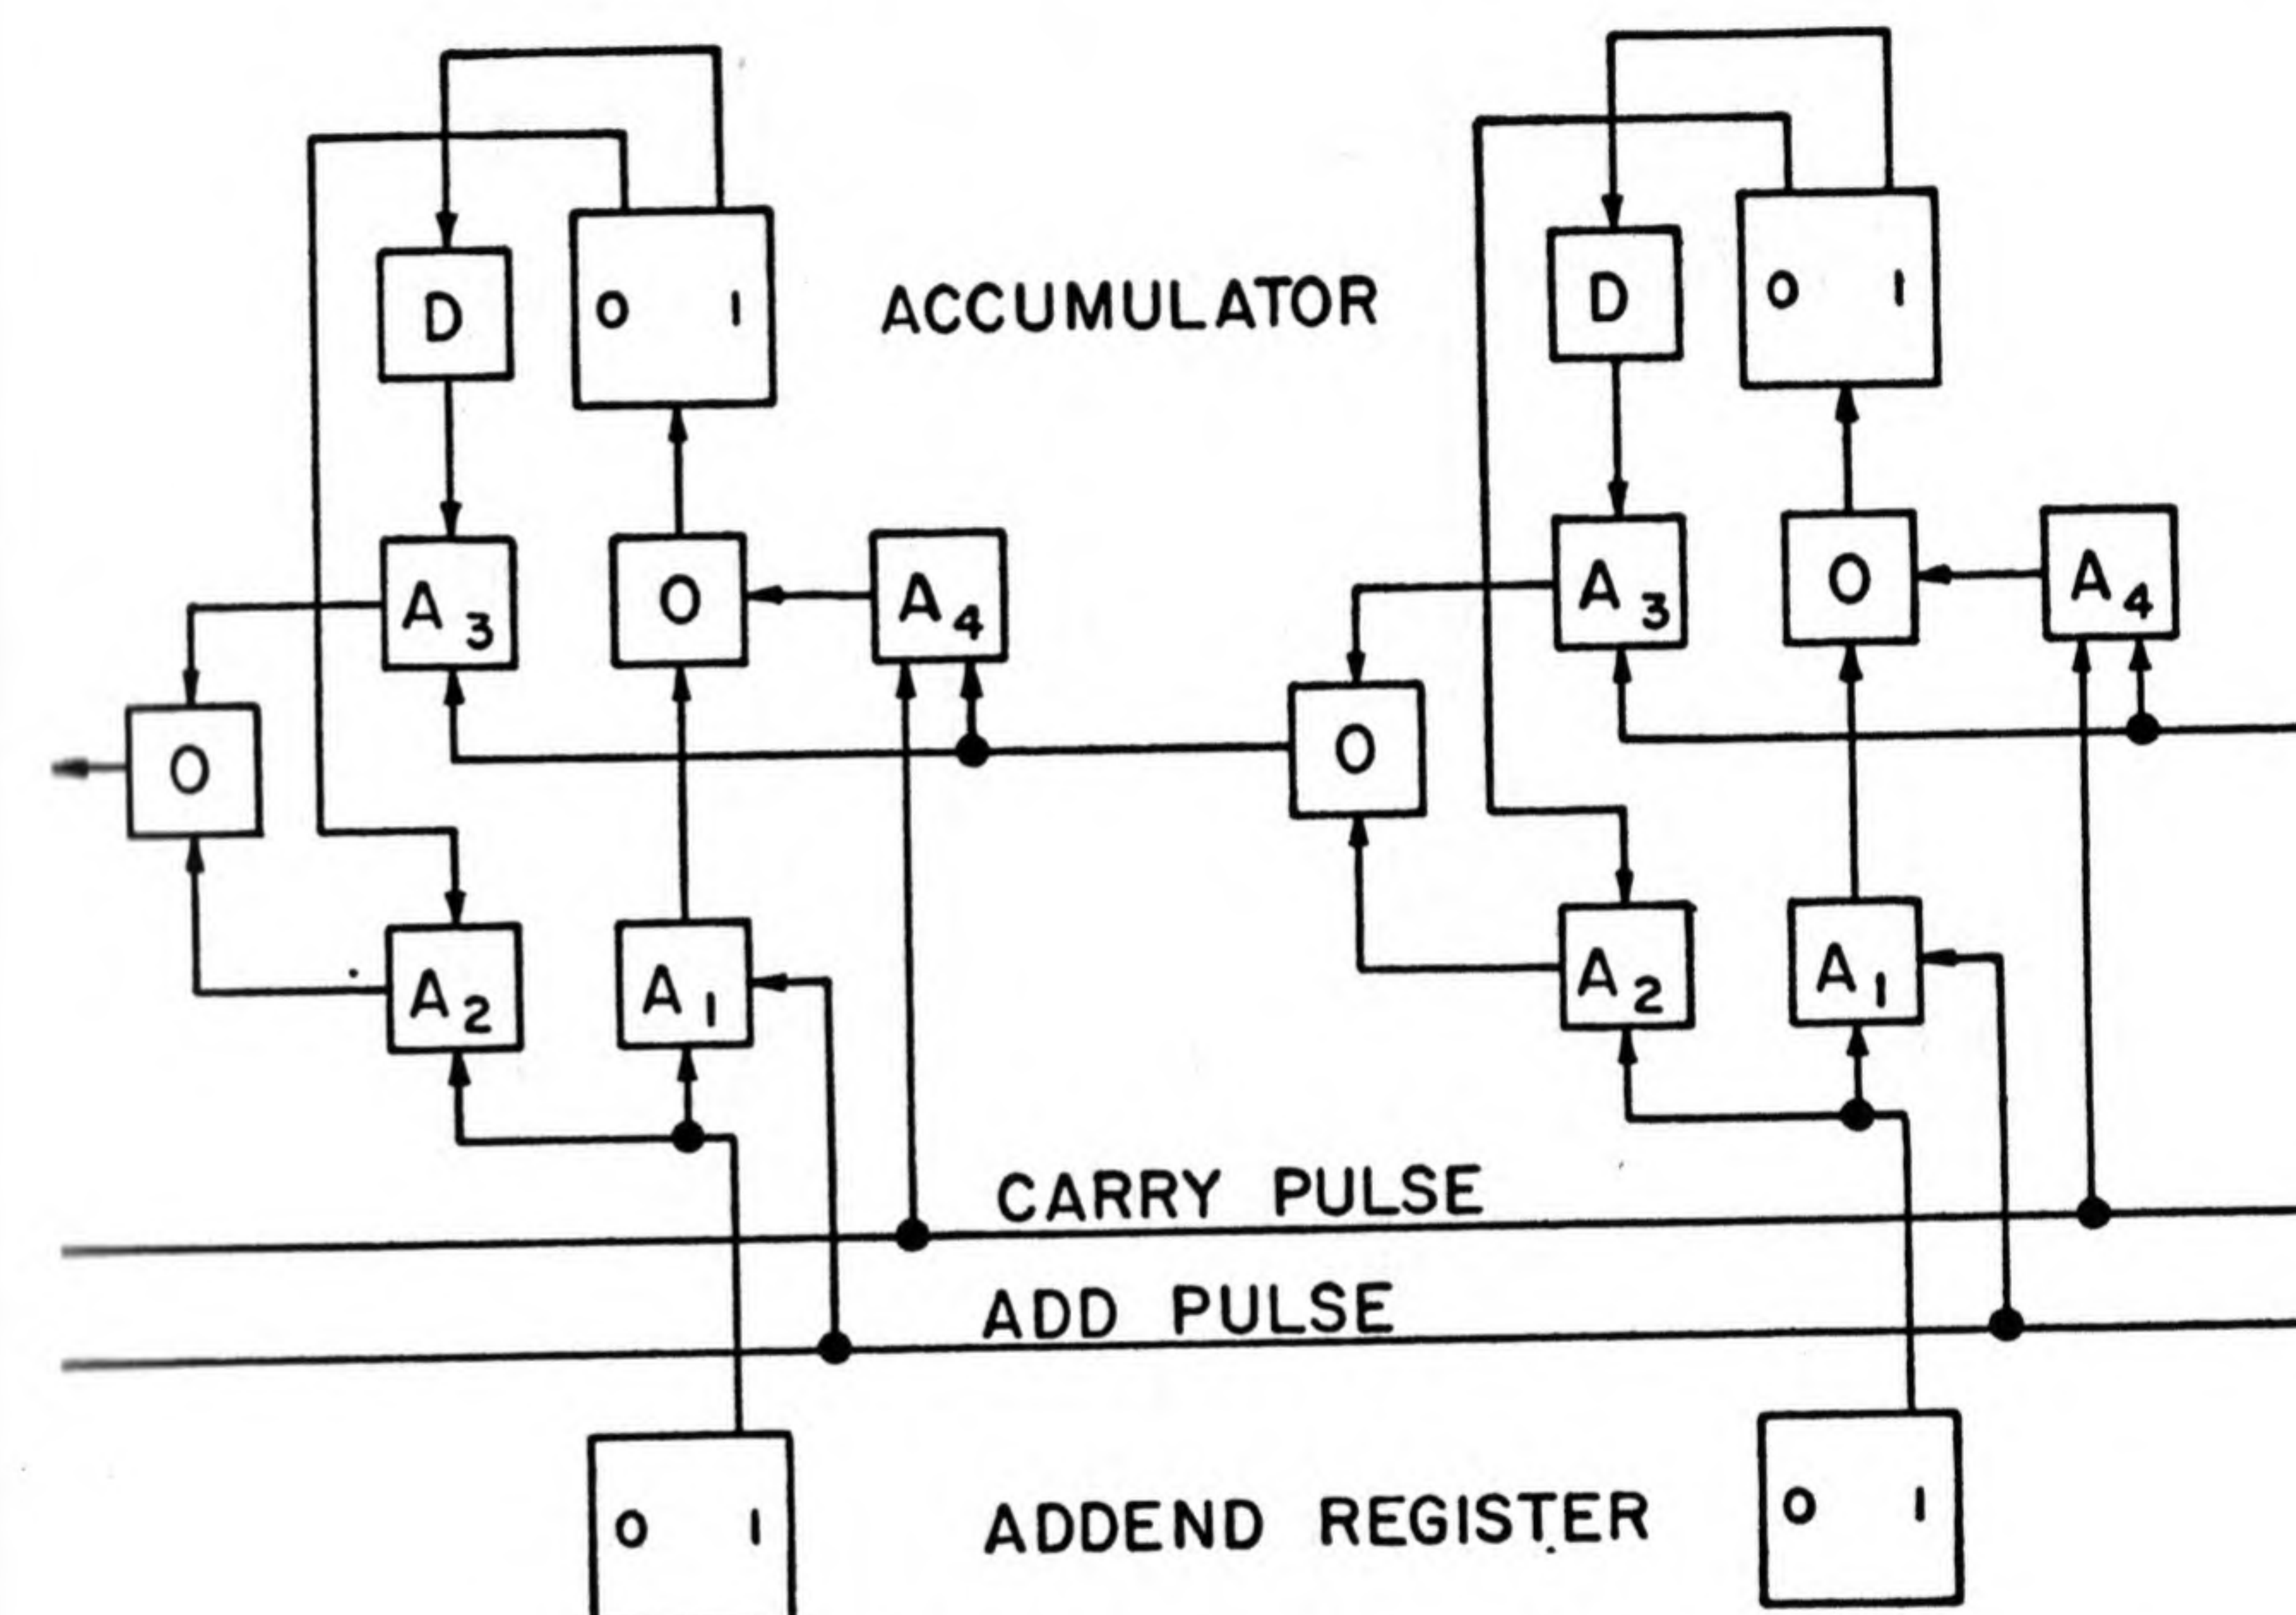 ACCUMULATOR
0 1
0 1
D
D
A3
O
A4
A3
O
A4
O
O
A2
A1
A2
A1
CARRY PULSE
ADD PULSE
ADDEND REGISTER
0 1
0 1